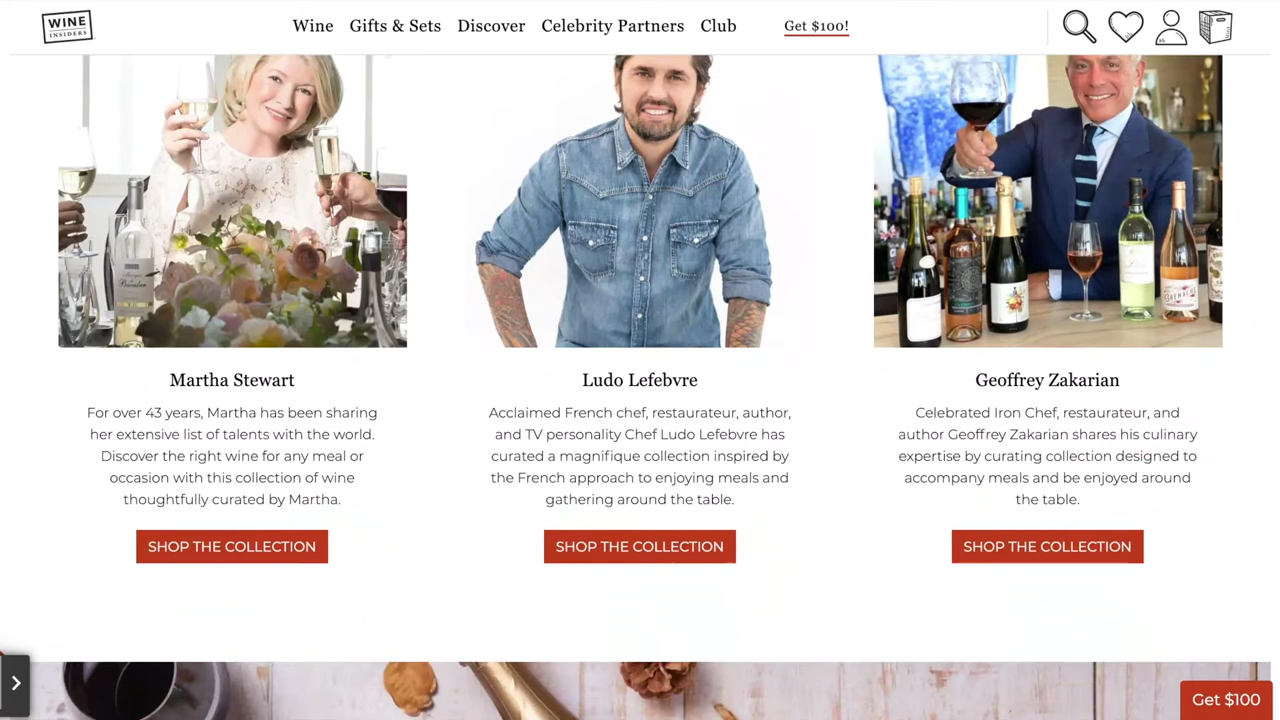 WINE
INSIDERS
Wine Gifts & Sets Discover Celebrity Partners Club Get $100!
Martha Stewart
For over 43 years, Martha has been sharing
her extensive list of talents with the world.
Discover the right wine for any meal or
occasion with this collection of wine
thoughtfully curated by Martha.
SHOP THE COLLECTION
Ludo Lefebvre
Acclaimed French chef, restaurateur, author,
and TV personality Chef Ludo Lefebvre has
curated a magnifique collection inspired by
the French approach to enjoying meals and
gathering around the table.
SHOP THE COLLECTION
Geoffrey Zakarian
Celebrated Iron Chef, restaurateur, and
author Geoffrey Zakarian shares his culinary
expertise by curating collection designed to
accompany meals and be enjoyed around
the table.
SHOP THE COLLECTION
Get $100